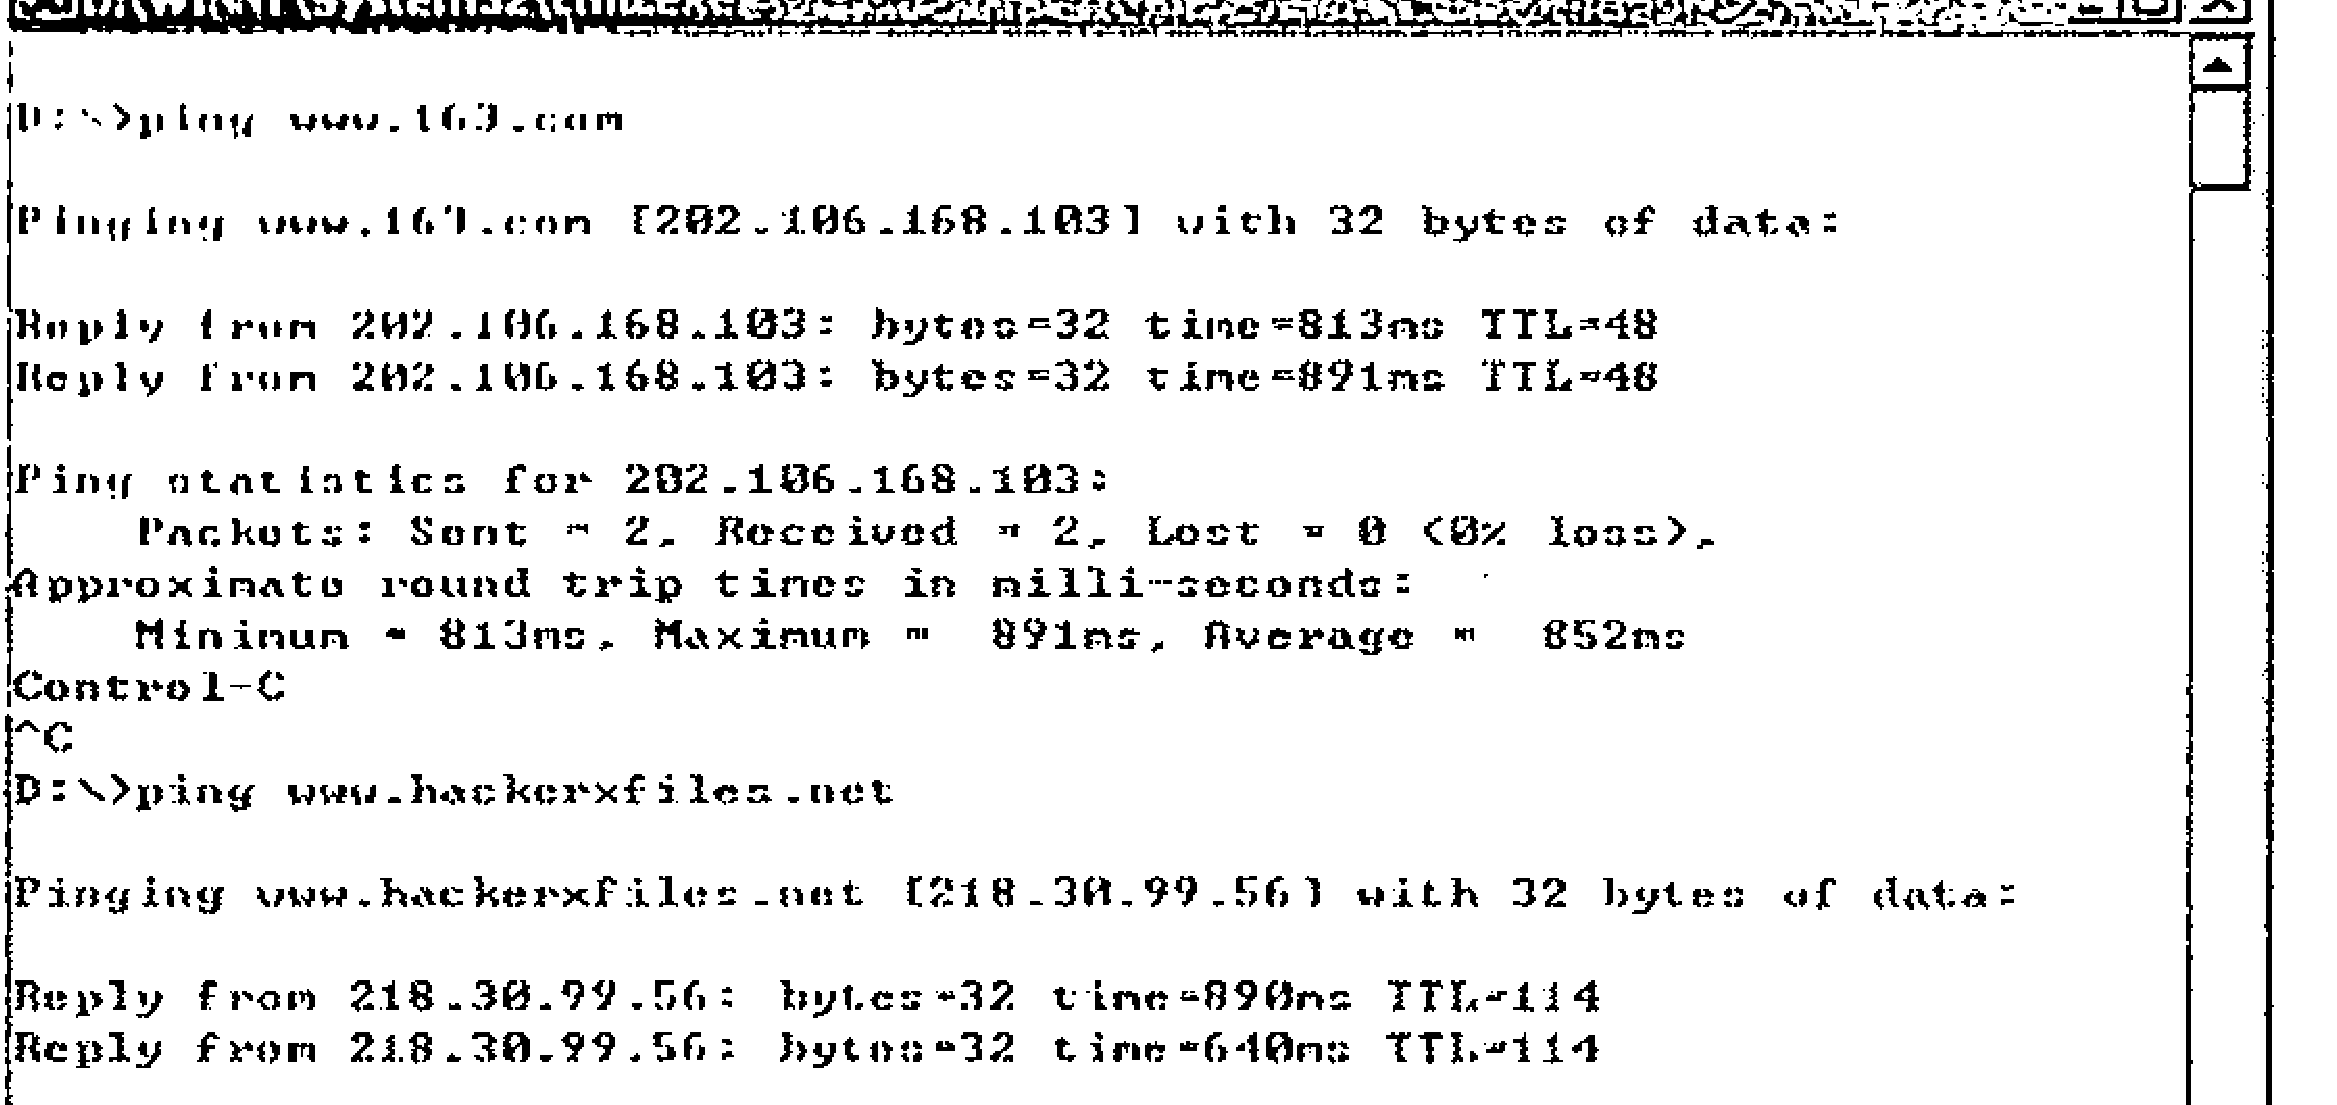 D:\>ping www.163.com
Pinging www.163.com [202.106.168.103] with 32 bytes of data:
Reply from 202.106.168.103: bytes=32 time=813ms TTL=48
Reply from 202.106.168.103: bytes=32 time=891ms TTL=48
Ping statistics for 202.106.168.103:
Packets: Sent = 2, Received = 2, Lost = 0 (0% loss),
Approximate round trip times in milli-seconds:
Minimum = 813ms, Maximum =  891ms, Average =  852ms
Control-C
^C
D:\>ping www.hackerxfiles.net
Pinging www.hackerxfiles.net [218.30.99.56] with 32 bytes of data:
Reply from 218.30.99.56: bytes=32 time=890ms TTL=114
Reply from 218.30.99.56: bytes=32 time=640ms TTL=114